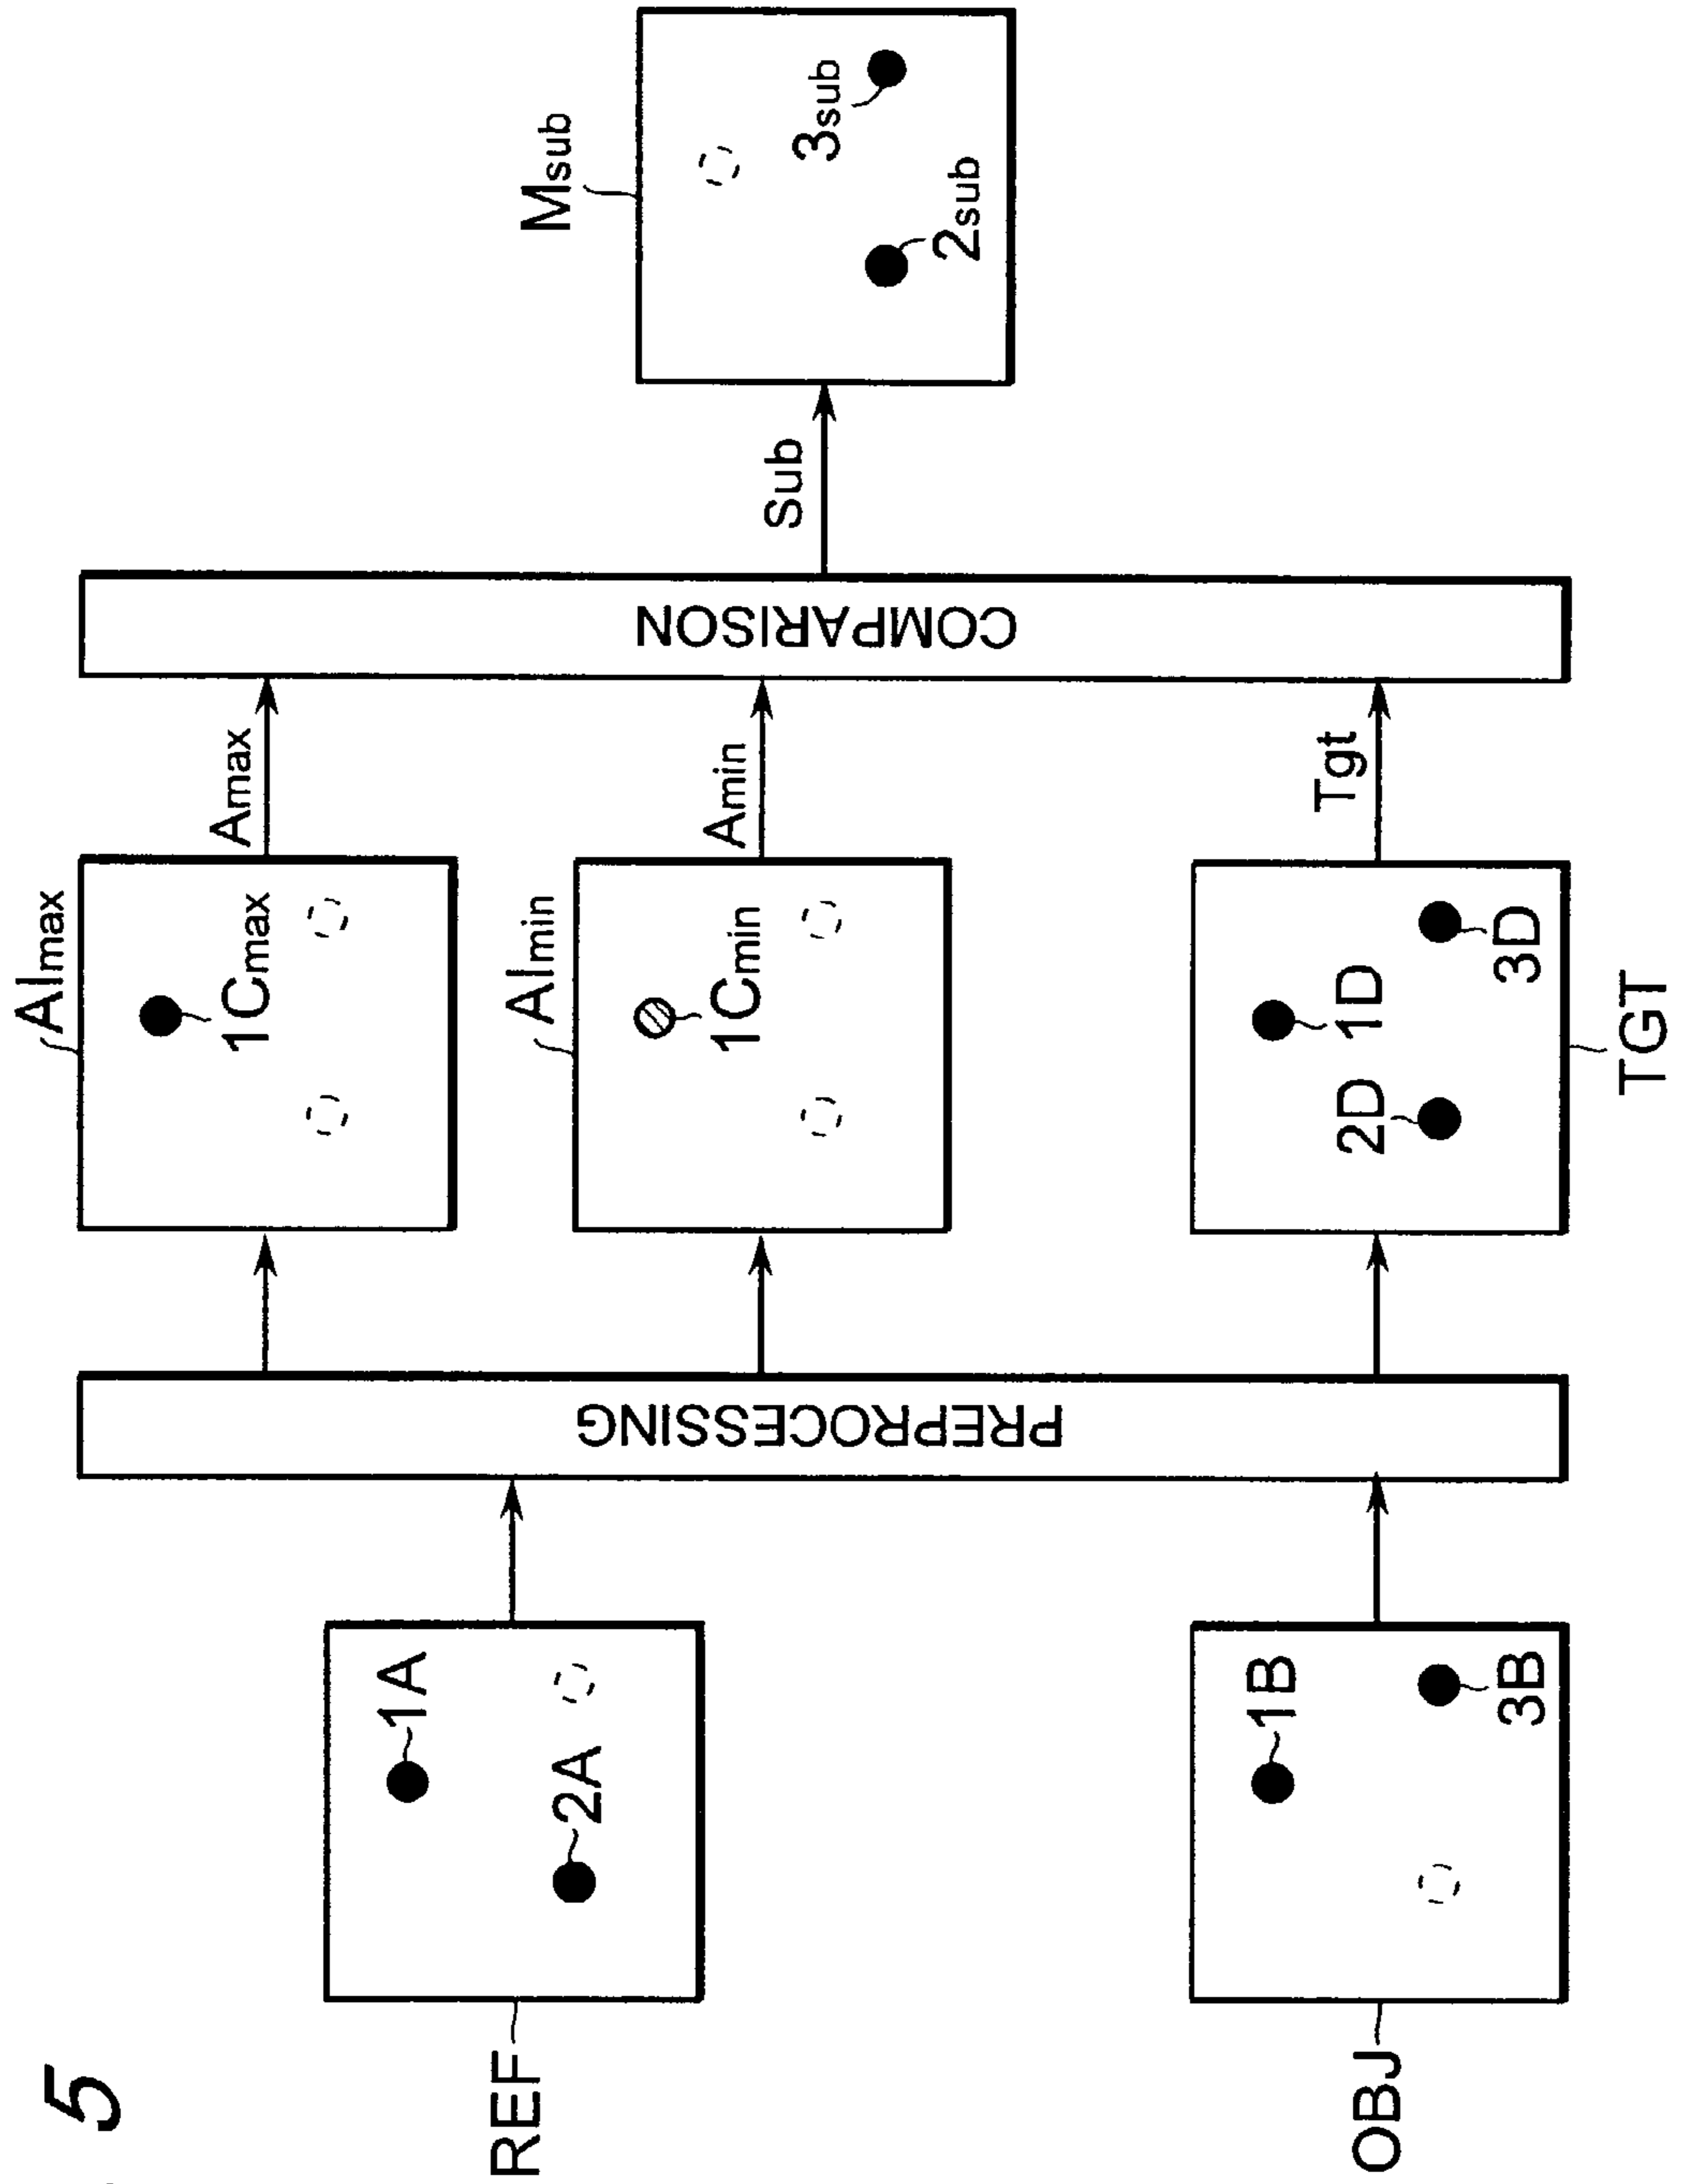 5
REF
1A
2A
OBJ
1B
3B
PREPROCESSING
AImax
1Cmax
Amax
AImin
1Cmin
Amin
2D
1D
3D
TGT
Tgt
COMPARISON
Sub
Msub
2sub
3sub